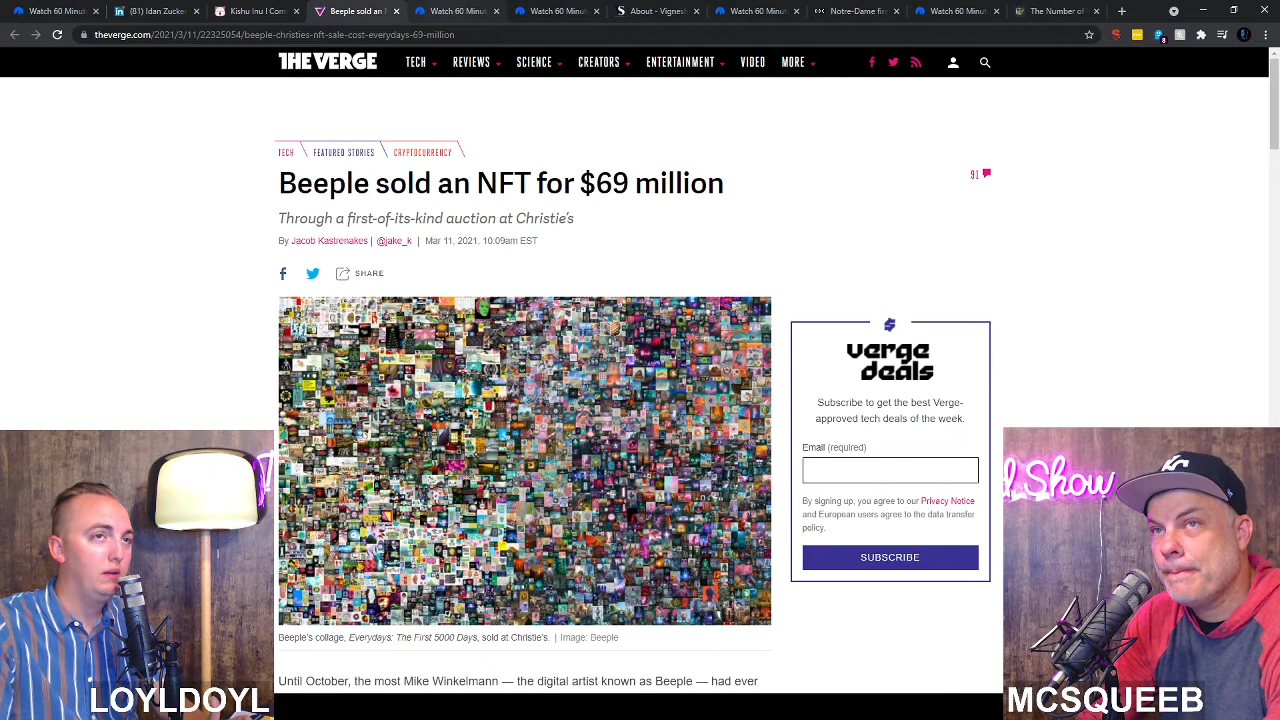 Watch 60 Minut
(81) Idan Zucker
Kishu Inu I Com
Beeple sold an N
Watch 60 Minut
Watch 60 Minut
About - Vignesh
Watch 60 Minut
Notre-Dame fire
Watch 60 Minut
The Number of
theverge.com/2021/3/11/22325054/beeple-christies-nft-sale-cost-everydays-69-million
8
THE VERGE
TECH
REVIEWS
SCIENCE
CREATORS
ENTERTAINMENT
VIDEO
MORE
TECH
FEATURED STORIES
CRYPTOCURRENCY
Beeple sold an NFT for $69 million
91
Through a first-of-its-kind auction at Christie's
By Jacob Kastrenakes | @jake_k | Mar 11, 2021, 10:09am EST
SHARE
verge
deals
Subscribe to get the best Verge-
approved tech deals of the week.
Email (required)
By signing up, you agree to our Privacy Notice
and European users agree to the data transfer
policy.
SUBSCRIBE
Beeple's collage, Everydays: The First 5000 Days, sold at Christie's. | Image: Beeple
Until October, the most Mike Winkelmann — the digital artist known as Beeple — had ever
d Show
LOYLDOYL
MCSQUEEB